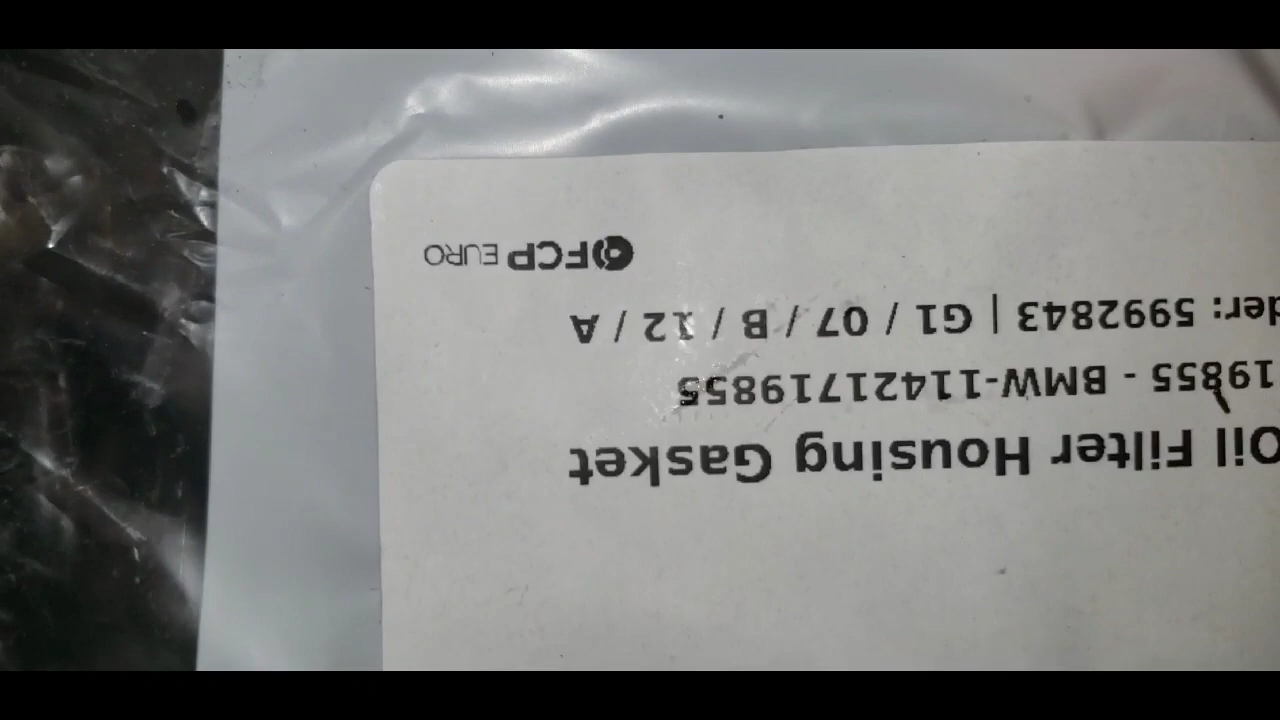 Oil Filter Housing Gasket
19855 - BMW-11421719855
der: 5992843 | G1 / 07 / B / 12 / A
FCP EURO